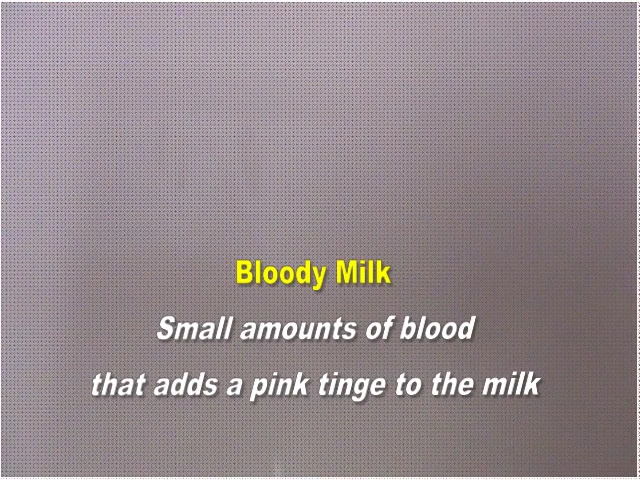 Bloody Milk
Small amounts of blood
that adds a pink tinge to the milk